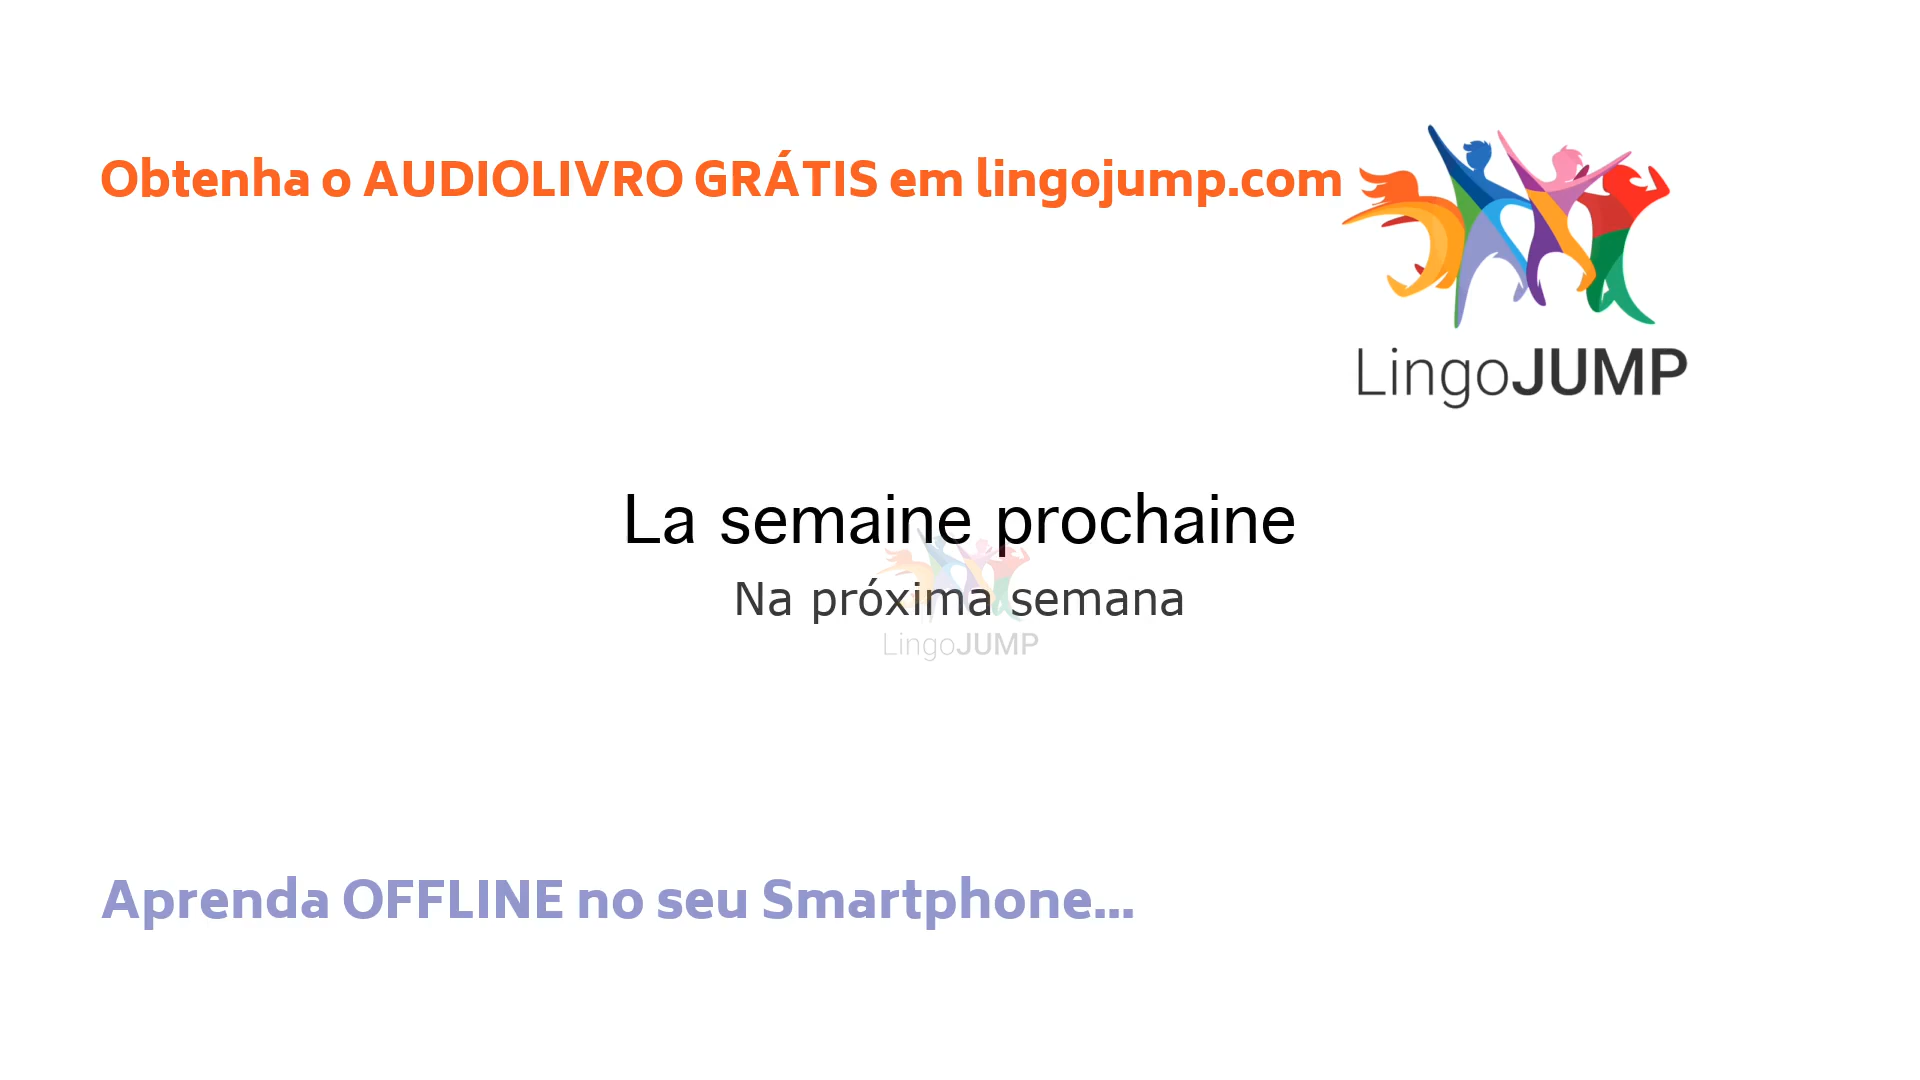 Obtenha o AUDIOLIVRO GRÁTIS em lingojump.com
LingoJUMP
La semaine prochaine
Na próxima semana
LingoJUMP
Aprenda OFFLINE no seu Smartphone...